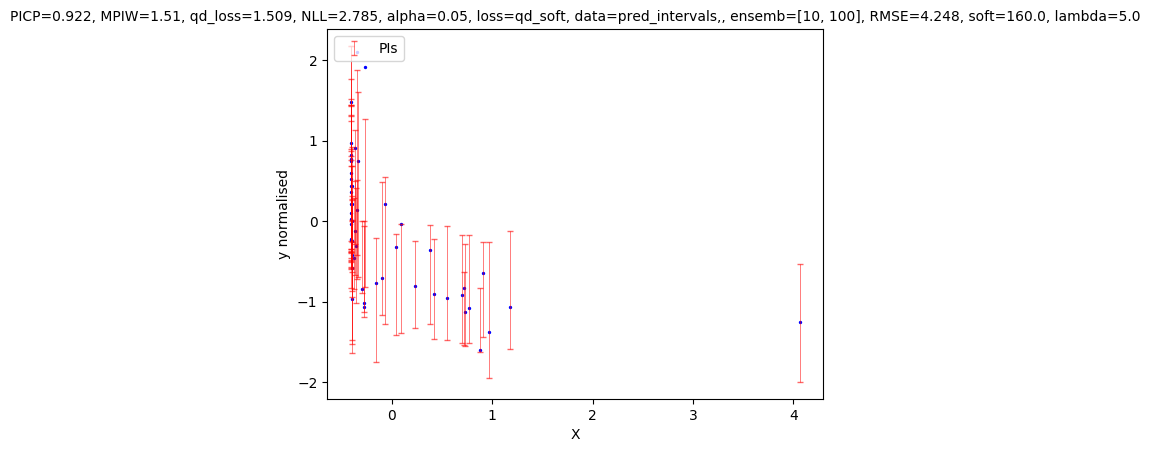 PICP=0.922, MPIW=1.51, qd_loss=1.509, NLL=2.785, alpha=0.05, loss=qd_soft, data=pred_intervals,, ensemb=[10, 100], RMSE=4.248, soft=160.0, lambda=5.0
PIs
2
1
0
−1
−2
y normalised
0 1 2 3 4
X